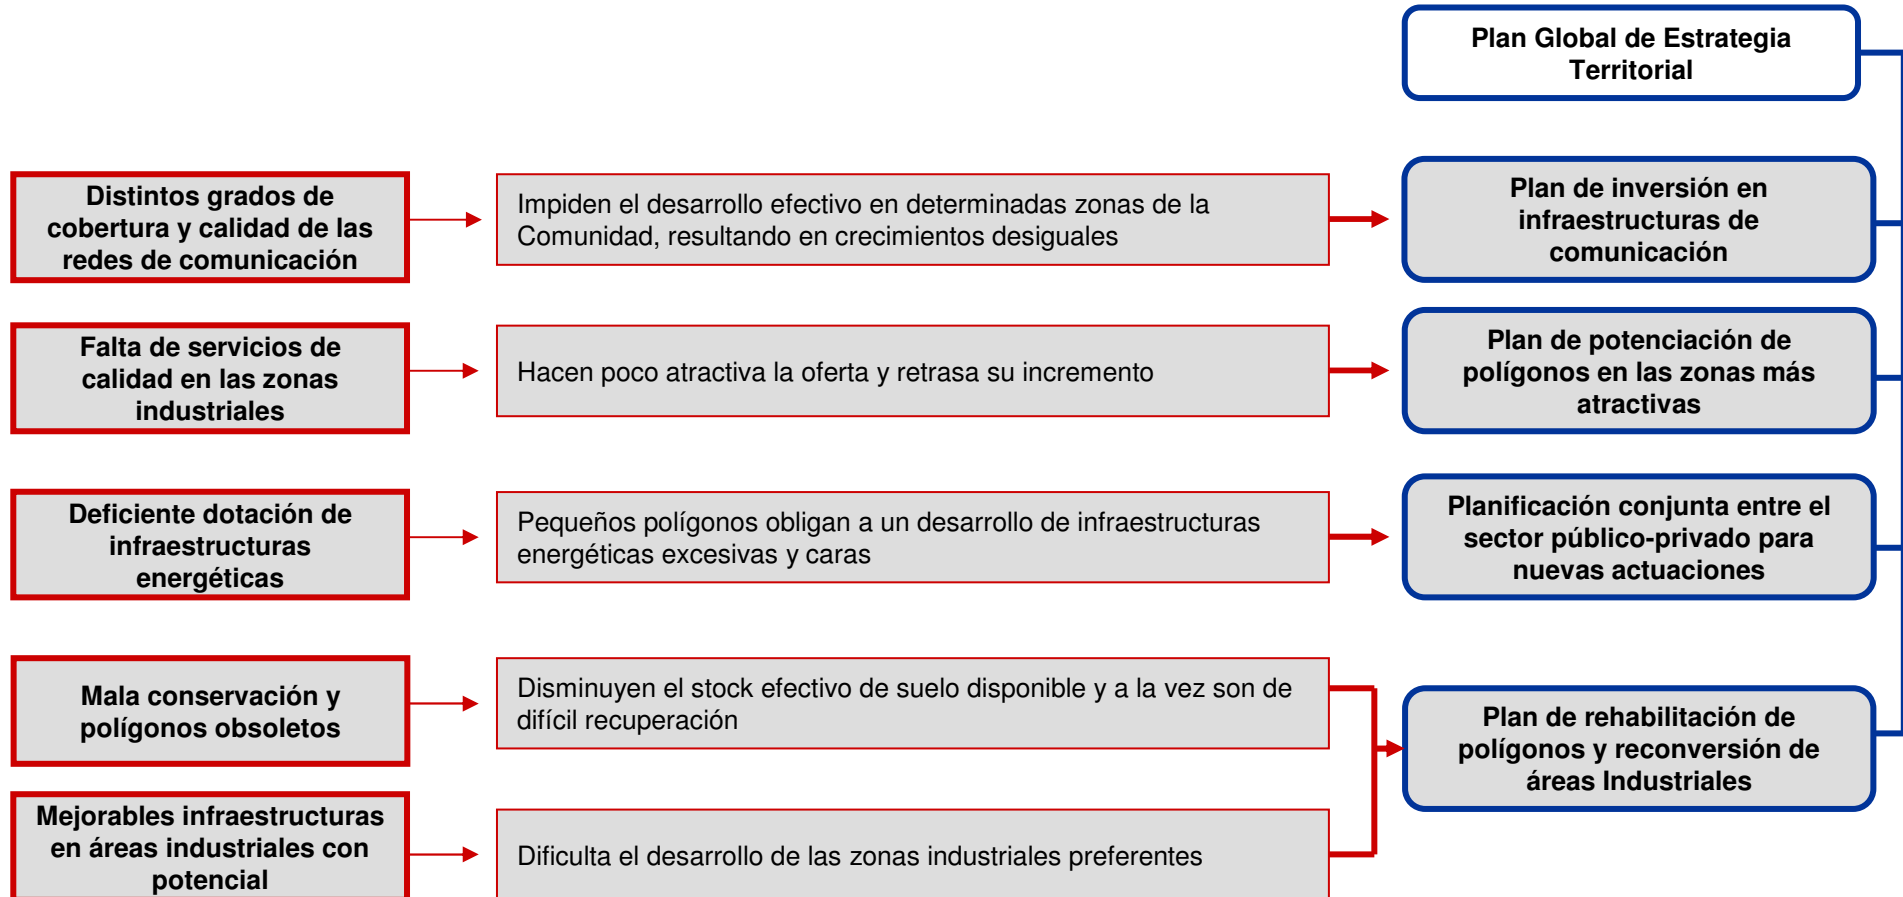 Plan Global de Estrategia
Territorial
Distintos grados de
cobertura y calidad de las
redes de comunicación
Impiden el desarrollo efectivo en determinadas zonas de la
Comunidad, resultando en crecimientos desiguales
Plan de inversión en
infraestructuras de
comunicación
Falta de servicios de
calidad en las zonas
industriales
Hacen poco atractiva la oferta y retrasa su incremento
Plan de potenciación de
polígonos en las zonas más
atractivas
Deficiente dotación de
infraestructuras
energéticas
Pequeños polígonos obligan a un desarrollo de infraestructuras
energéticas excesivas y caras
Planificación conjunta entre el
sector público-privado para
nuevas actuaciones
Mala conservación y
polígonos obsoletos
Disminuyen el stock efectivo de suelo disponible y a la vez son de
difícil recuperación
Plan de rehabilitación de
polígonos y reconversión de
áreas Industriales
Mejorables infraestructuras
en áreas industriales con
potencial
Dificulta el desarrollo de las zonas industriales preferentes